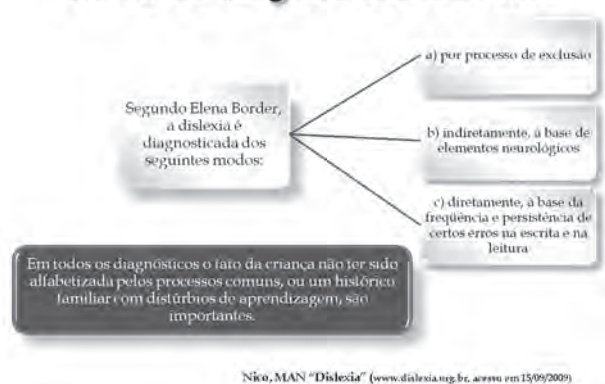 Segundo Elena Border,
a dislexia é
diagnosticada dos
seguintes modos:
a) por processo de exclusão
b) indiretamente, à base de
elementos neurológicos
c) diretamente, à base da
freqüência e persistência de
certos erros na escrita e na
leitura
Em todos os diagnósticos o fato da criança não ter sido
alfabetizada pelos processos comuns, ou um histórico
familiar com distúrbios de aprendizagem, são
importantes.
Nico, MAN "Dislexia" (www.dislexia.org.br, acesso em 15/09/2009)